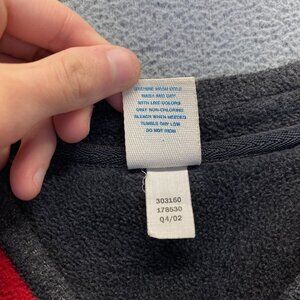 MACHINE WASH COLD
WASH AND DRY
WITH LIKE COLORS
ONLY NON-CHLORINE
BLEACH WHEN NEEDED
TUMBLE DRY LOW
DO NOT IRON
303160
178530
Q4/02